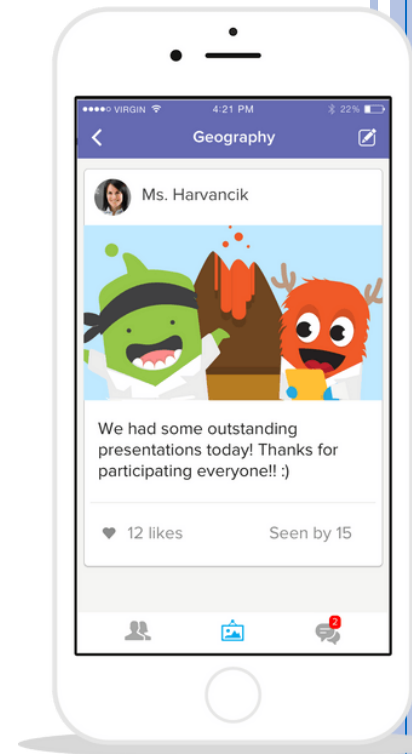 VIRGIN 4:21 PM 22%
Geography
Ms. Harvancik
We had some outstanding
presentations today! Thanks for
participating everyone!! :)
12 likes Seen by 15
2